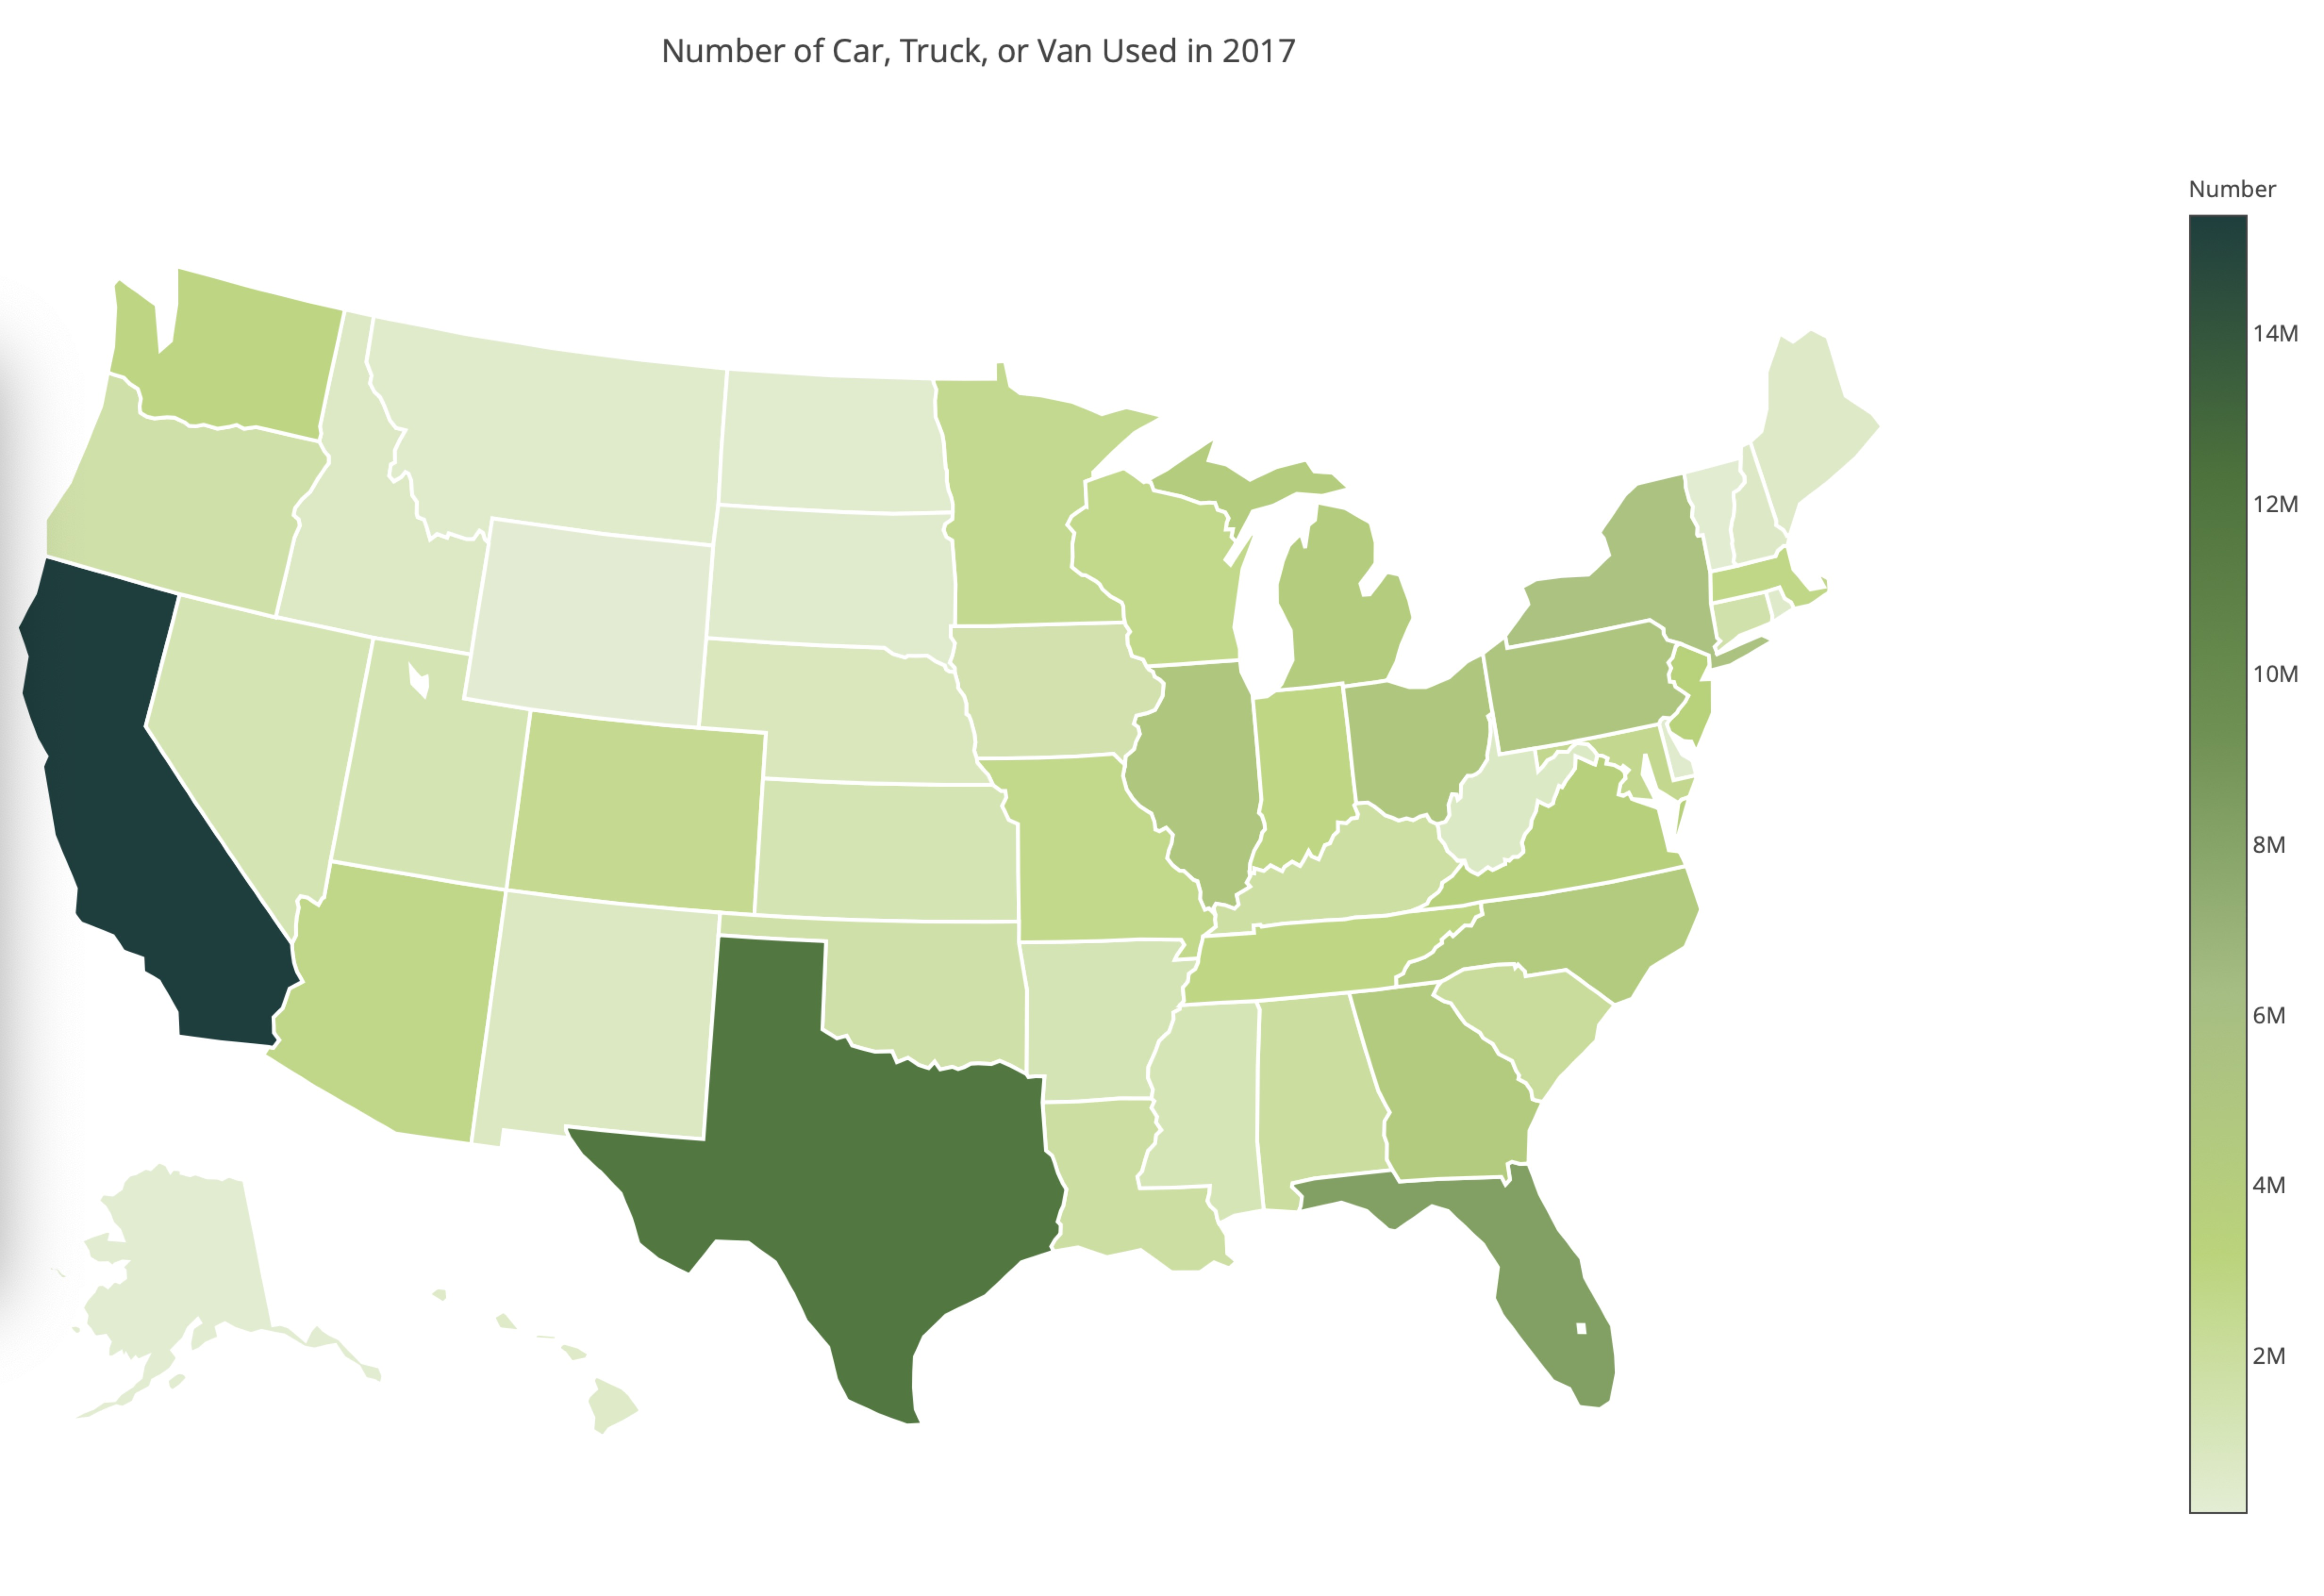 Number of Car, Truck, or Van Used in 2017
Number
14M
12M
10M
8M
6M
4M
2M